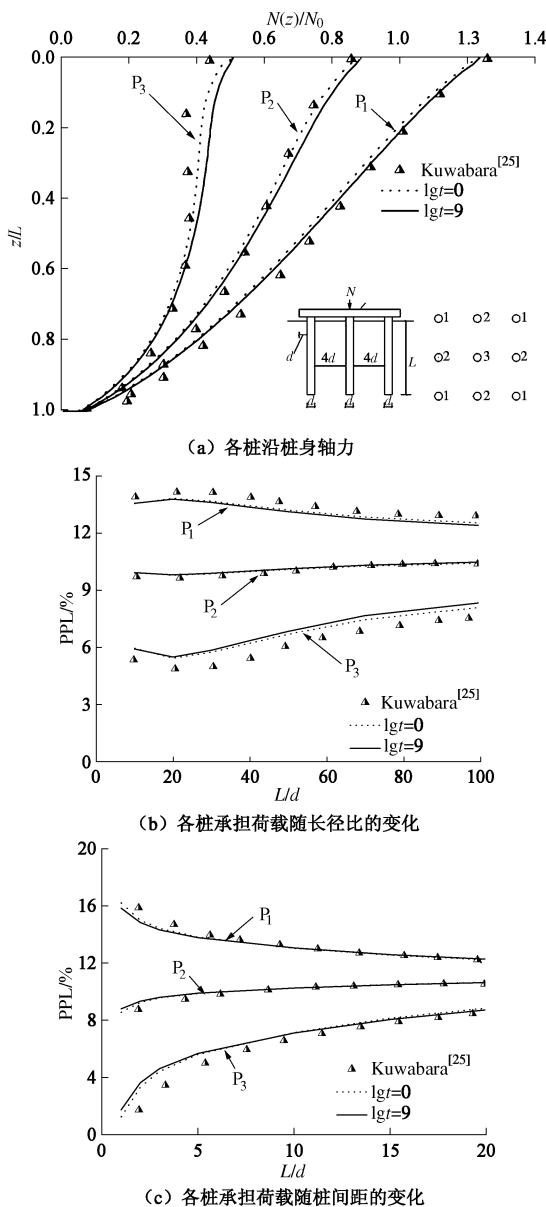 N(z)/N₀
0.0 0.2 0.4 0.6 0.8 1.0 1.2 1.4
0.0
0.2
0.4
0.6
0.8
1.0
z/L
P₃
P₂
P₁
Kuwabara[25]
lgt=0
lgt=9
N
d
4d 4d
L
d d d
1 2 1
2 3 2
1 2 1
（a）各桩沿桩身轴力
15
12
9
6
3
0
PPL/%
P₁
P₂
P₃
Kuwabara[25]
lgt=0
lgt=9
0 20 40 60 80 100
L/d
（b）各桩承担荷载随长径比的变化
20
16
12
8
4
0
PPL/%
P₁
P₂
P₃
Kuwabara[25]
lgt=0
lgt=9
0 5 10 15 20
L/d
（c）各桩承担荷载随桩间距的变化